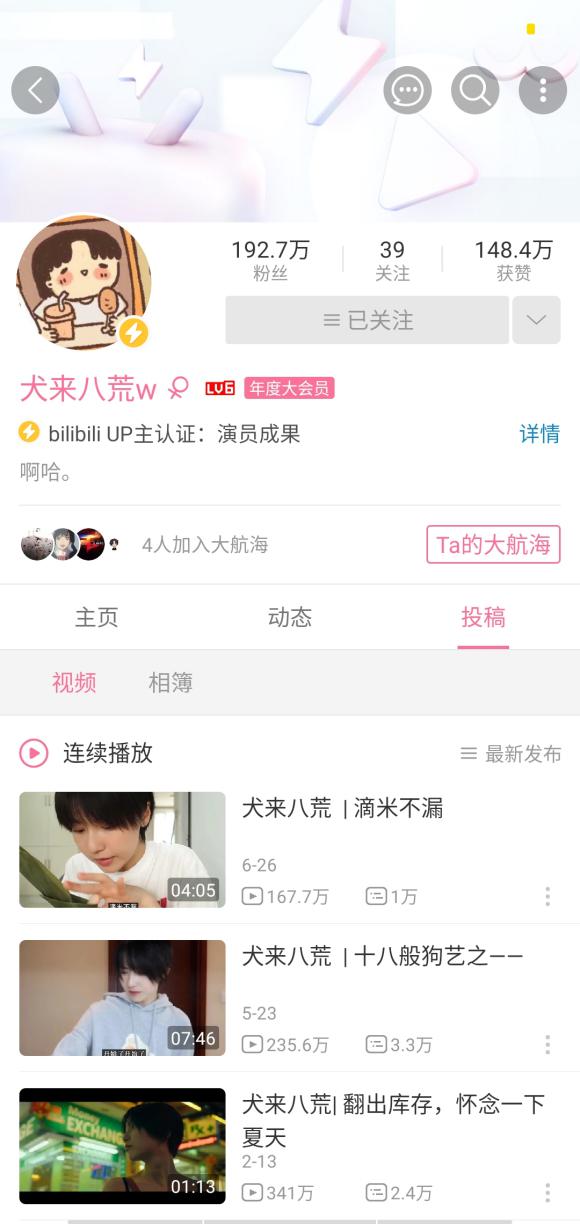 192.7万
39
148.4万
粉丝
关注
获赞
已关注
犬来八荒w LV6 年度大会员
bilibili UP主认证：演员成果
详情
啊哈。
4人加入大航海
Ta的大航海
主页
动态
投稿
视频
相簿
连续播放
最新发布
04:05
犬来八荒 | 滴米不漏
6-26
167.7万
1万
07:46
犬来八荒 | 十八般狗艺之——
5-23
235.6万
3.3万
EXCHANGE
01:13
犬来八荒| 翻出库存，怀念一下
夏天
2-13
341万
2.4万